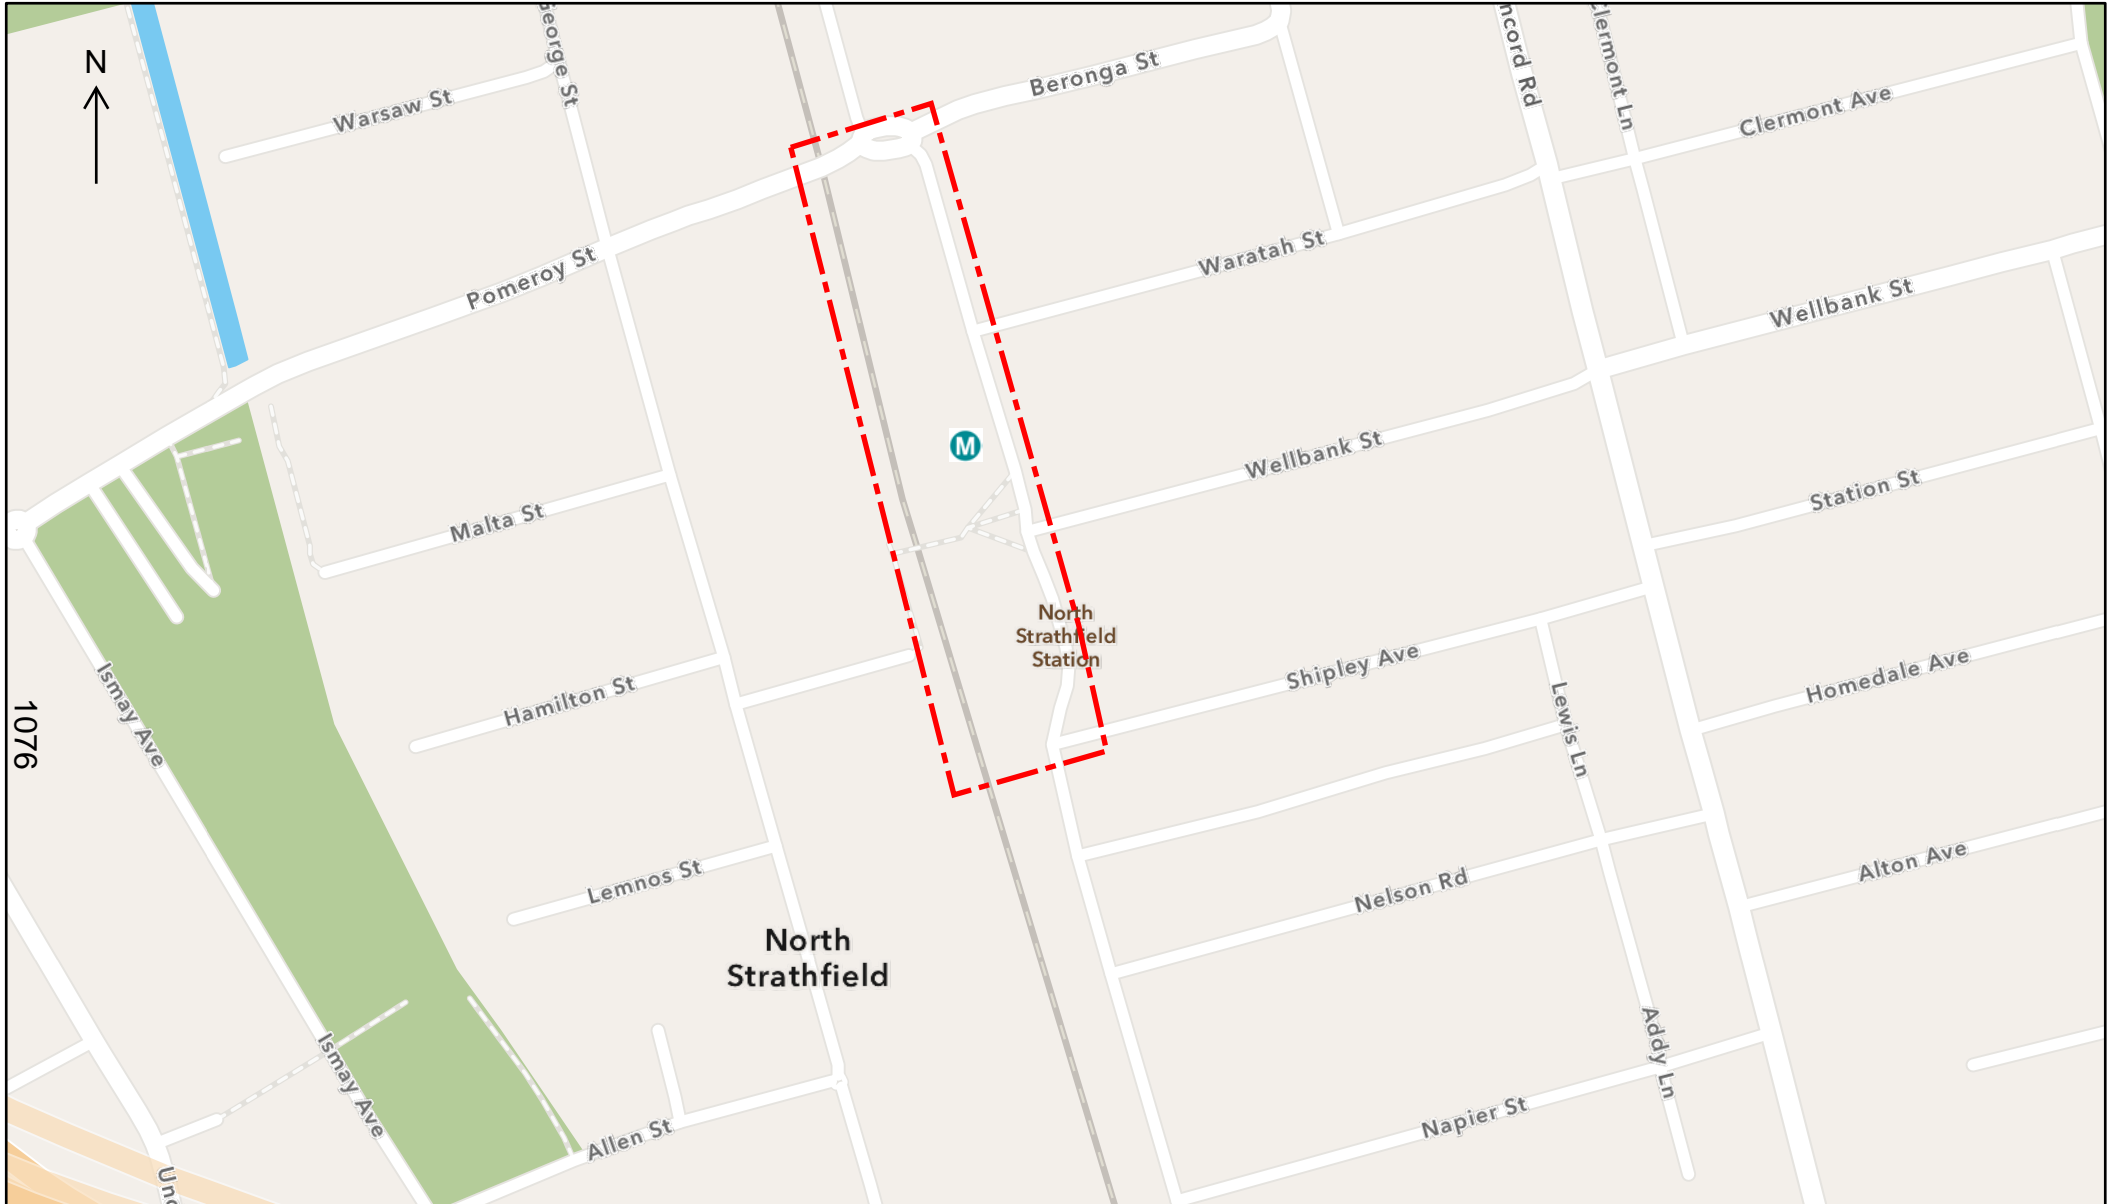 N
George St
Warsaw St
Beronga St
ncord Rd
Clermont Ln
Clermont Ave
Pomeroy St
Waratah St
Wellbank St
M
Wellbank St
Malta St
Station St
North
Strathfield
Station
Shipley Ave
Homedale Ave
Hamilton St
Ismay Ave
1076
Lewis Ln
Lemnos St
Nelson Rd
Alton Ave
North
Strathfield
Ismay Ave
Addy Ln
Allen St
Napier St